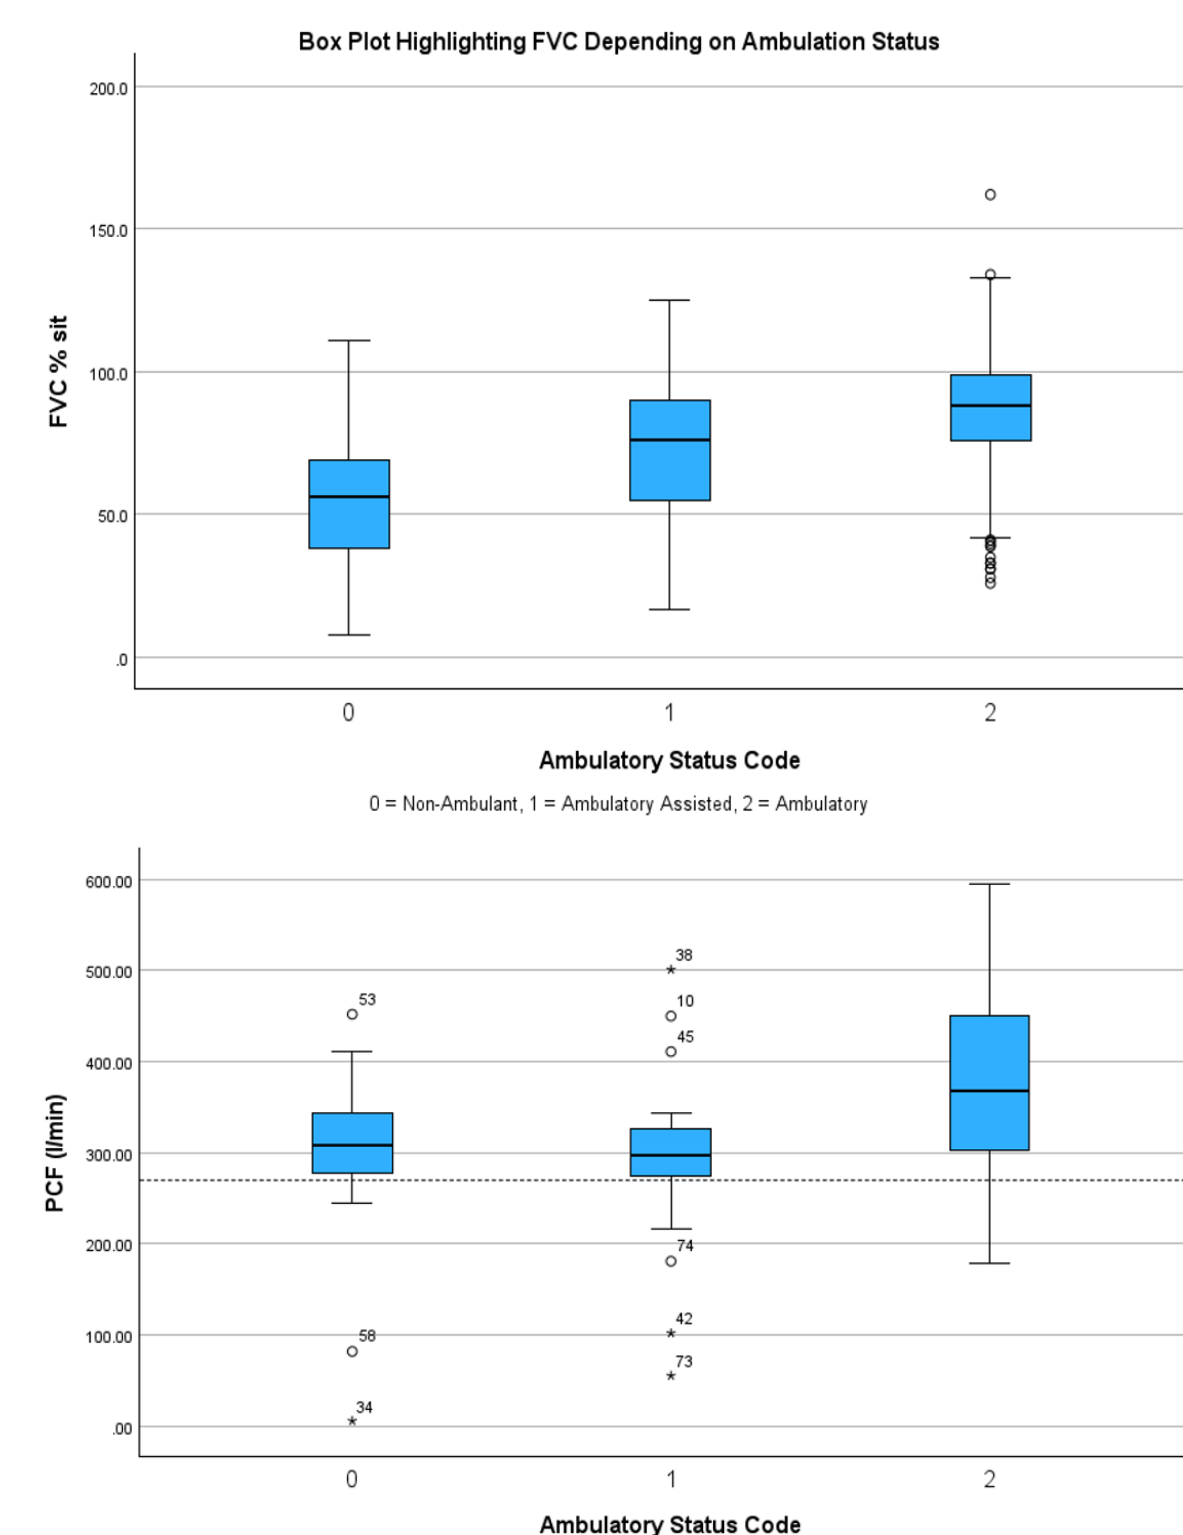 Box Plot Highlighting FVC Depending on Ambulation Status
200.0
150.0
100.0
50.0
.0
FVC % sit
0 1 2
Ambulatory Status Code
0 = Non-Ambulant, 1 = Ambulatory Assisted, 2 = Ambulatory
600.00
500.00
400.00
300.00
200.00
100.00
.00
PCF (l/min)
38
53
10
45
74
42
58
73
34
0 1 2
Ambulatory Status Code